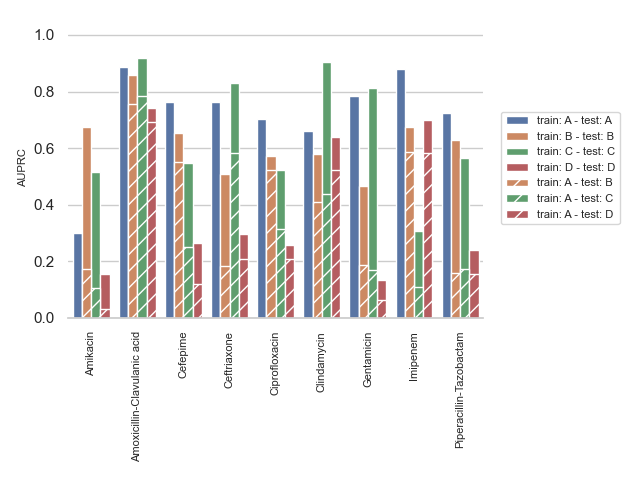 1.0
0.8
0.6
0.4
0.2
0.0
AUPRC
Amikacin
Amoxicillin-Clavulanic acid
Cefepime
Ceftriaxone
Ciprofloxacin
Clindamycin
Gentamicin
Imipenem
Piperacillin-Tazobactam
train: A - test: A
train: B - test: B
train: C - test: C
train: D - test: D
train: A - test: B
train: A - test: C
train: A - test: D